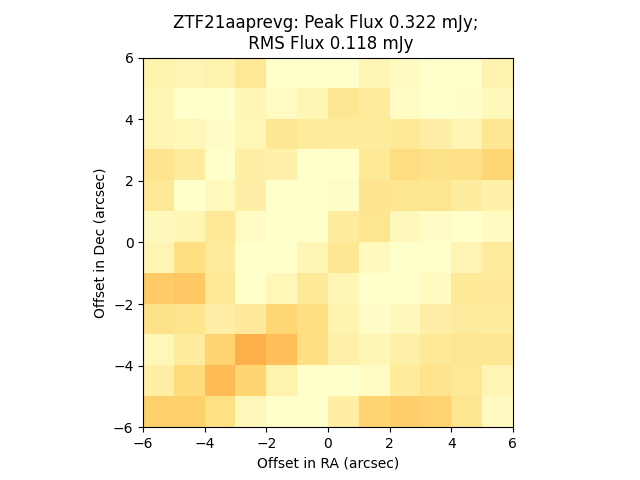 ZTF21aaprevg: Peak Flux 0.322 mJy;
RMS Flux 0.118 mJy
6
4
2
0
−2
−4
−6
Offset in Dec (arcsec)
−6 −4 −2 0 2 4 6
Offset in RA (arcsec)